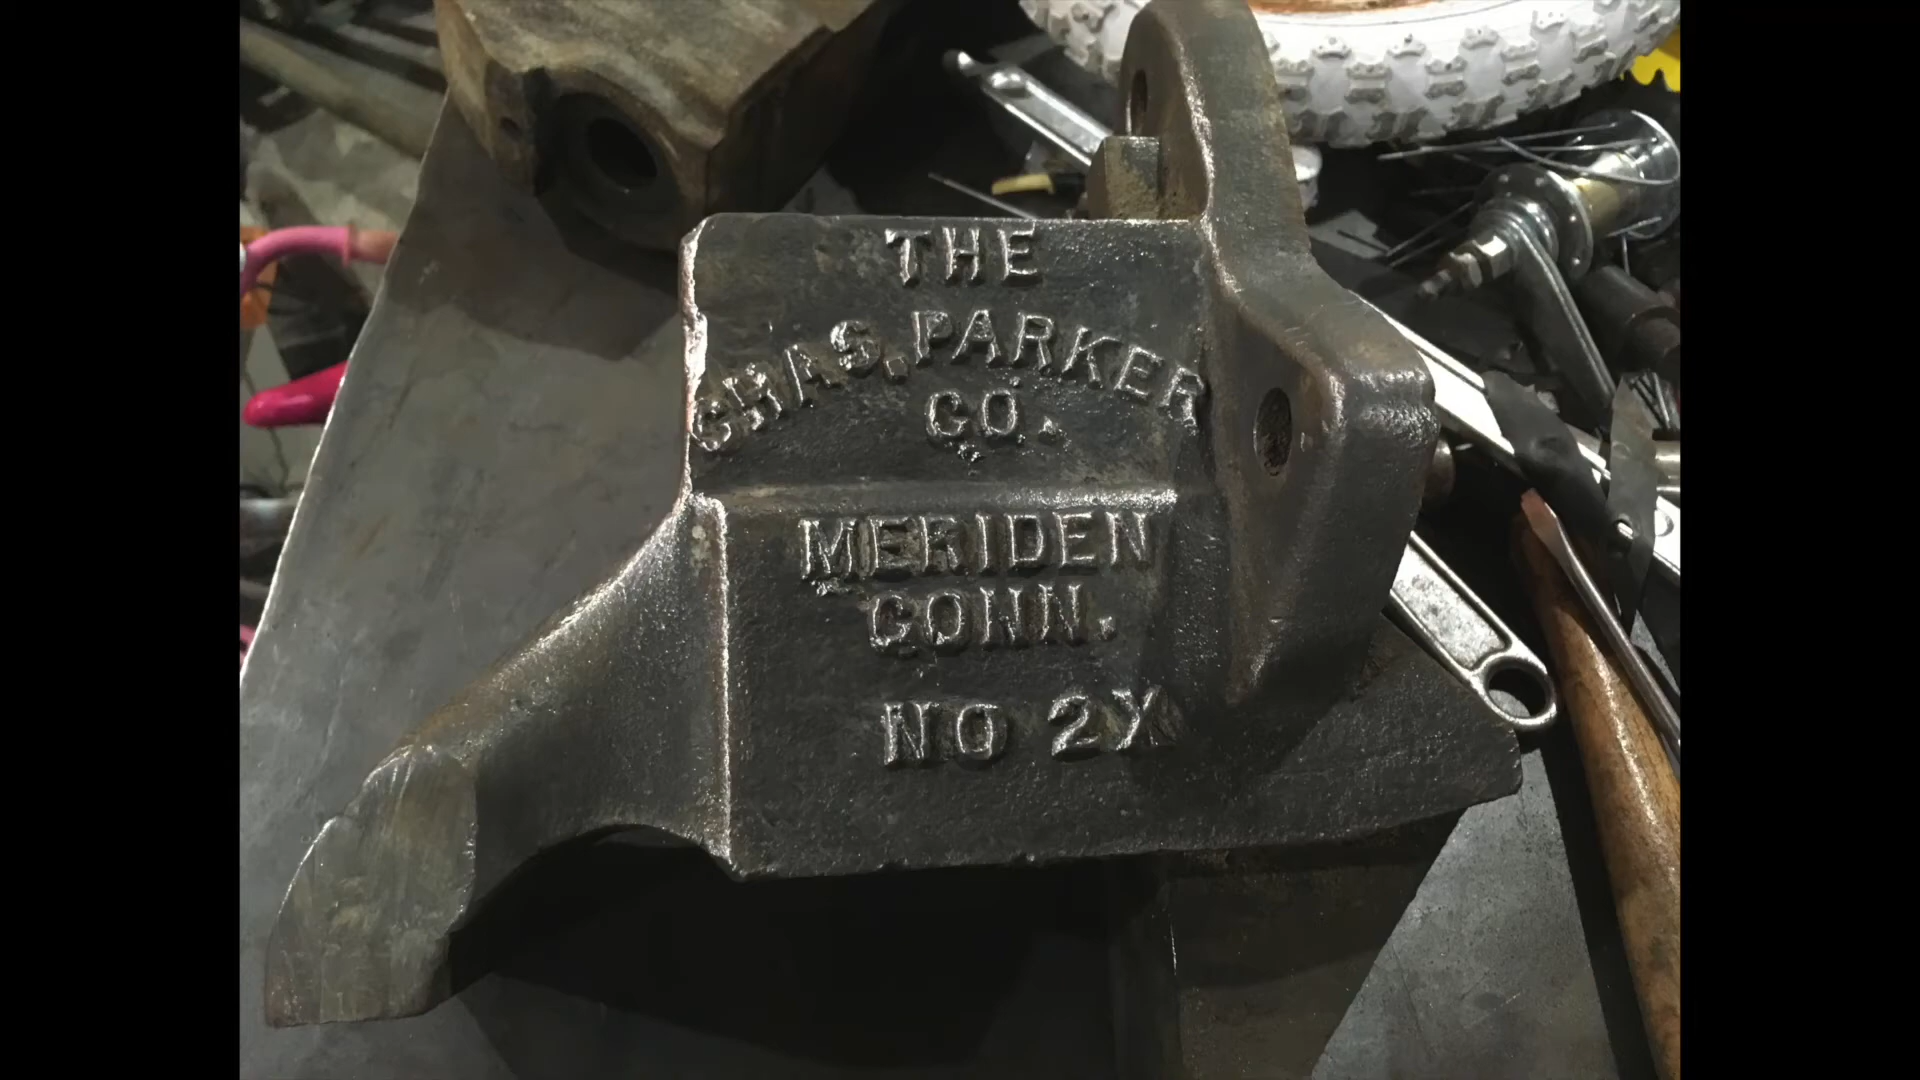 THE
CHAS. PARKER
CO.
MERIDEN
CONN.
NO 2X